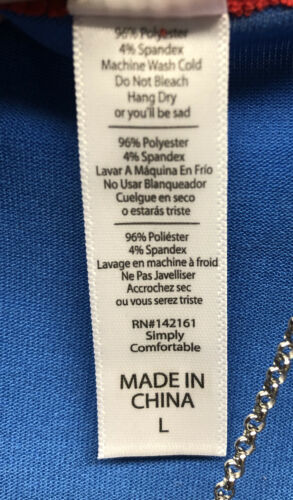 96% Polyester
4% Spandex
Machine Wash Cold
Do Not Bleach
Hang Dry
or you'll be sad
96% Polyester
4% Spandex
Lavar A Máquina En Frío
No Usar Blanqueador
Cuelgue en seco
o estarás triste
96% Poliéster
4% Spandex
Lavage en machine à froid
Ne Pas Javelliser
Accrochez sec
ou vous serez triste
RN#142161
Simply
Comfortable
MADE IN
CHINA
L